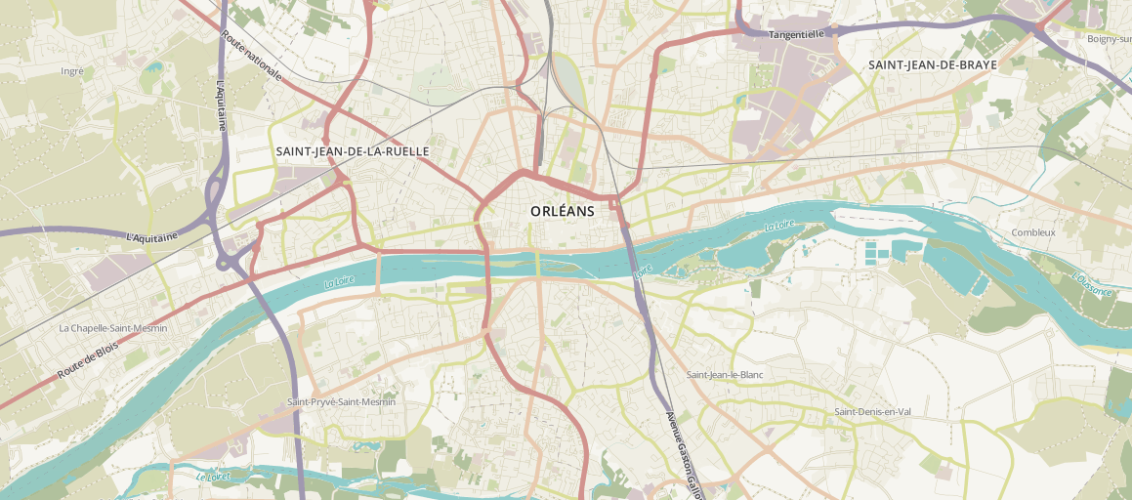 Tangentielle
Boigny-sur
SAINT-JEAN-DE-BRAYE
Route nationale
Ingré
L'Aquitaine
SAINT-JEAN-DE-LA-RUELLE
ORLÉANS
La Loire
Combleux
L'Aquitaine
La Loire
La Chapelle-Saint-Mesmin
Route de Blois
Saint-Jean-le-Blanc
Saint-Pryvé-Saint-Mesmin
Saint-Denis-en-Val
Avenue Gaston Gallo
Le Loiret